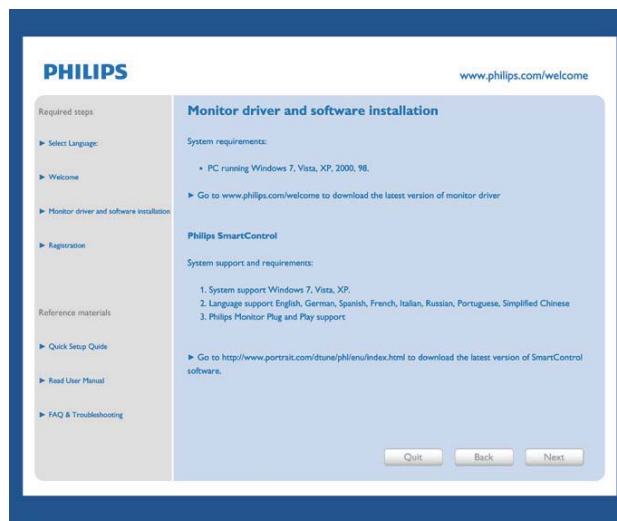 PHILIPS
www.philips.com/welcome
Required steps
Select Language:
Welcome
Monitor driver and software installation
Registration
Reference materials
Quick Setup Quide
Read User Manual
FAQ & Troubleshooting
Monitor driver and software installation
System requirements:
• PC running Windows 7, Vista, XP, 2000, 98.
Go to www.philips.com/welcome to download the latest version of monitor driver
Philips SmartControl
System support and requirements:
1. System support Windows 7, Vista, XP.
2. Language support English, German, Spanish, French, Italian, Russian, Portuguese, Simplified Chinese
3. Philips Monitor Plug and Play support
Go to http://www.portrait.com/dtune/phl/enu/index.html to download the latest version of SmartControl
software.
Quit
Back
Next